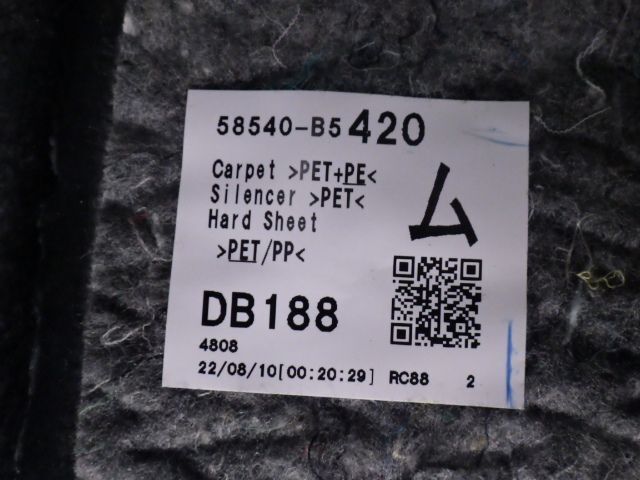 58540-B5420
Carpet >PET+PE<
Silencer >PET<
Hard Sheet
>PET/PP<
ム
DB188
4808
22/08/10[00:20:29] RC88 2